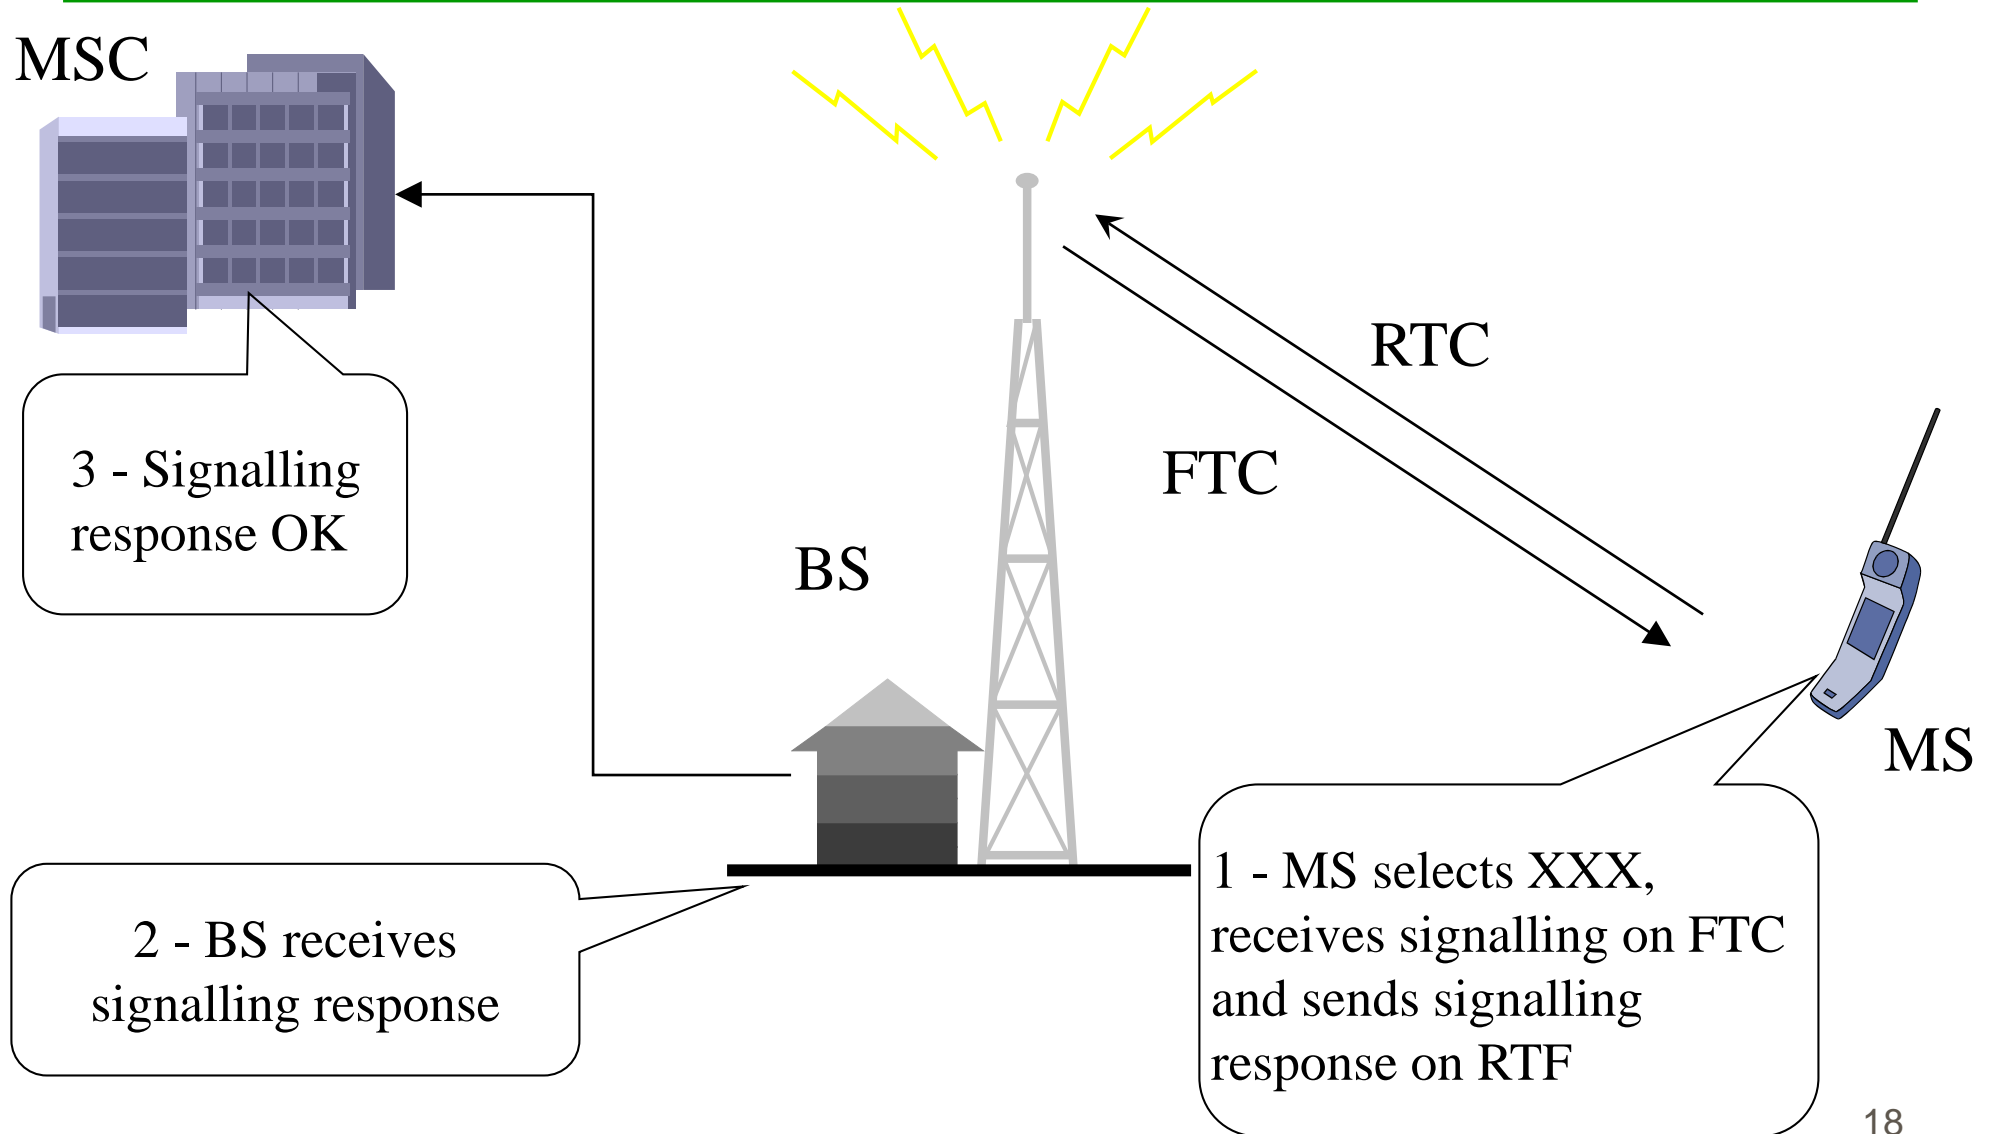 MSC
RTC
FTC
3 - Signalling
response OK
BS
MS
1 - MS selects XXX,
receives signalling on FTC
and sends signalling
response on RTF
2 - BS receives
signalling response
18